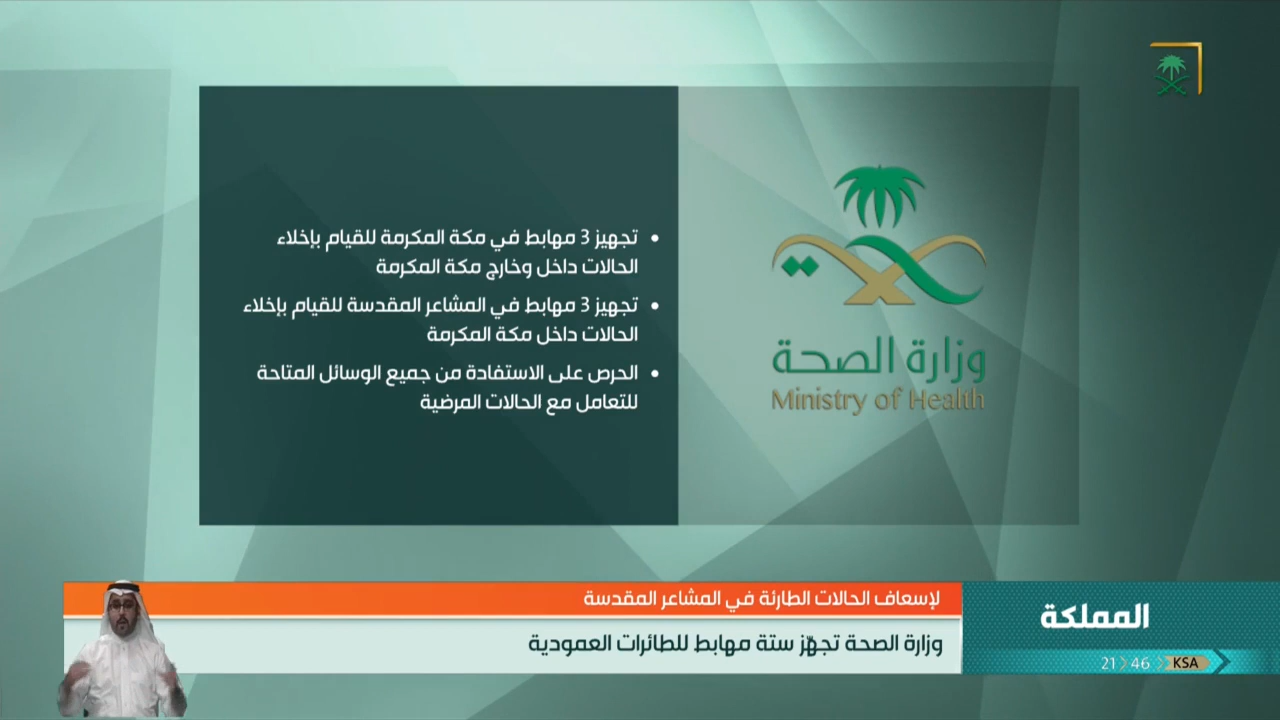 • تجهيز 3 مهابط في مكة المكرمة للقيام بإخلاء
الحالات داخل وخارج مكة المكرمة
• تجهيز 3 مهابط في المشاعر المقدسة للقيام بإخلاء
الحالات داخل مكة المكرمة
• الحرص على الاستفادة من جميع الوسائل المتاحة
للتعامل مع الحالات المرضية
وزارة الصحة
Ministry of Health
لإسعاف الحالات الطارئة في المشاعر المقدسة
وزارة الصحة تجهّز ستة مهابط للطائرات العمودية
المملكة
21 46 KSA